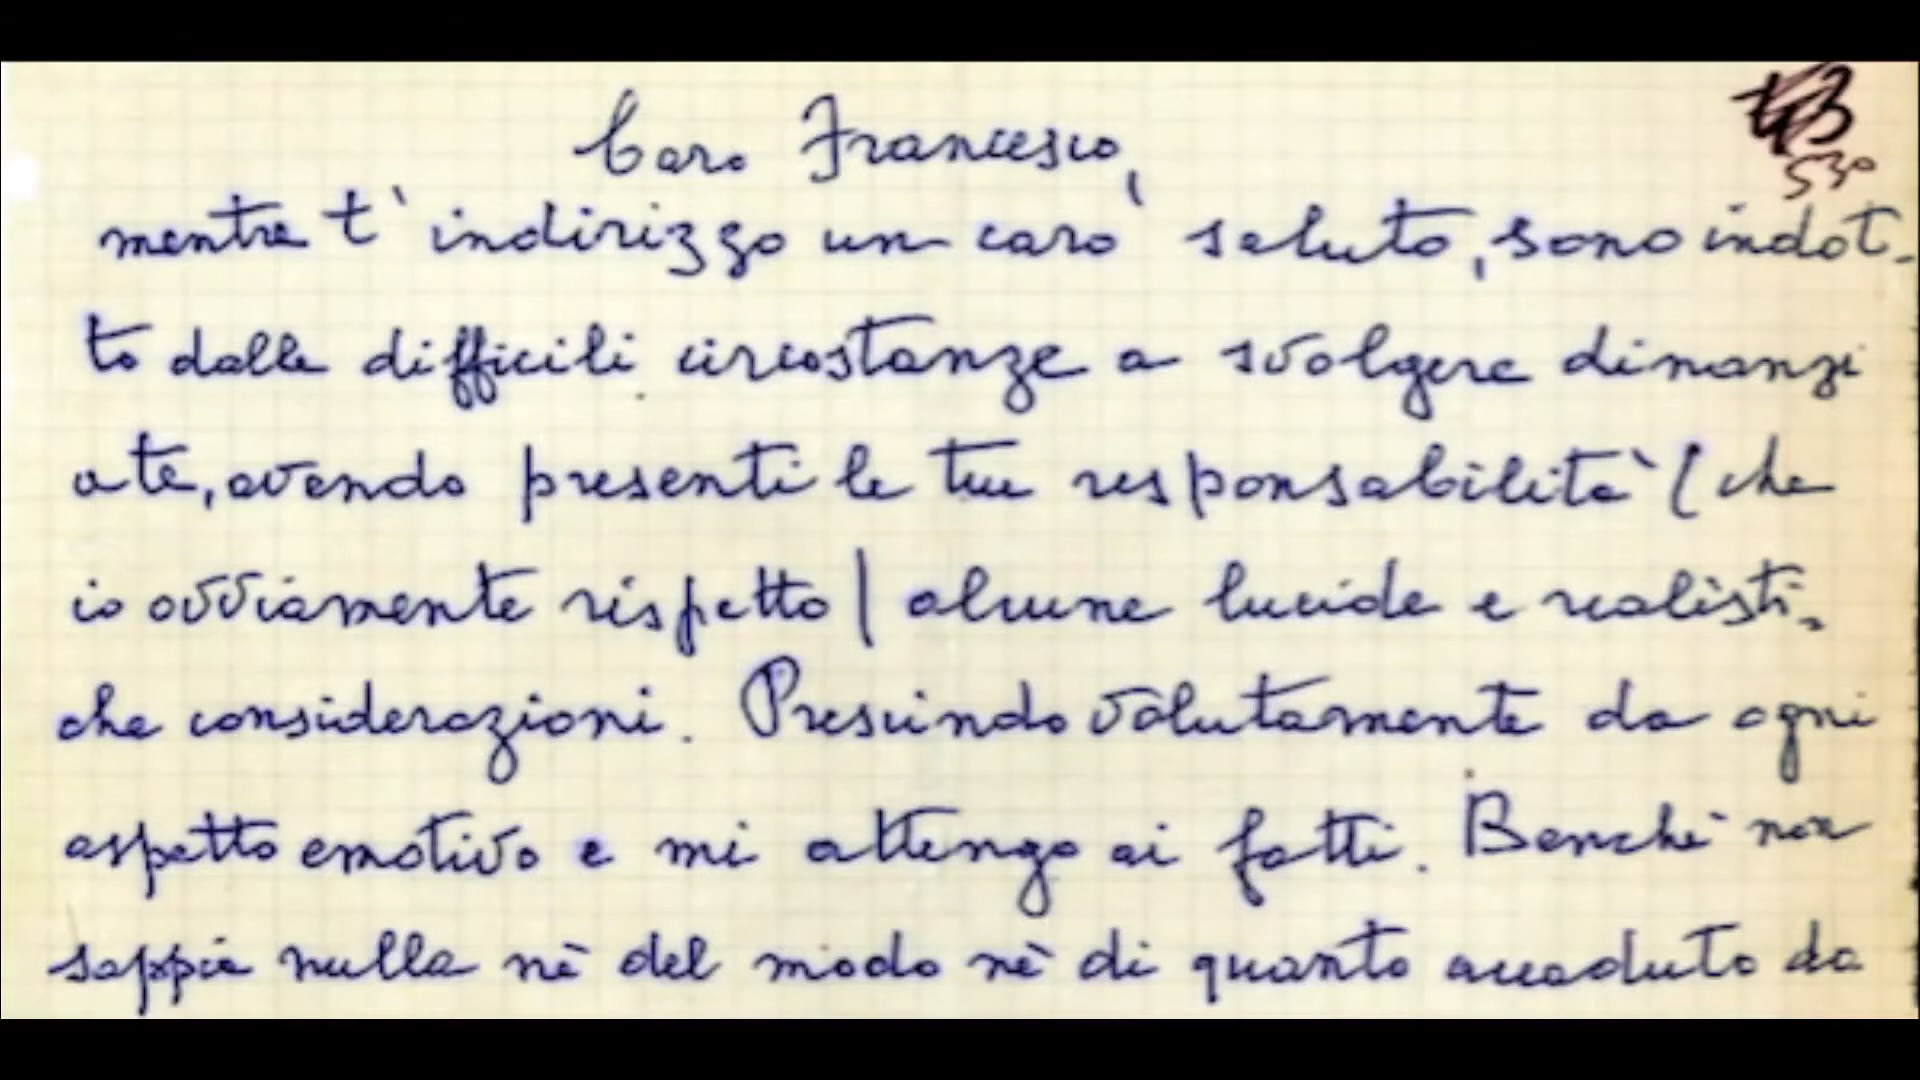 Caro Francesco,
530
mentre t'indirizzo un caro saluto, sono indot-
to dalle difficili circostanze a svolgere dinanzi
a te, avendo presenti le tue responsabilità (che
io ovviamente rispetto) alcune lucide e realisti-
che considerazioni. Prescindo volutamente da ogni
aspetto emotivo e mi attengo ai fatti. Benchè non
sappia nulla nè del modo nè di quanto accaduto da